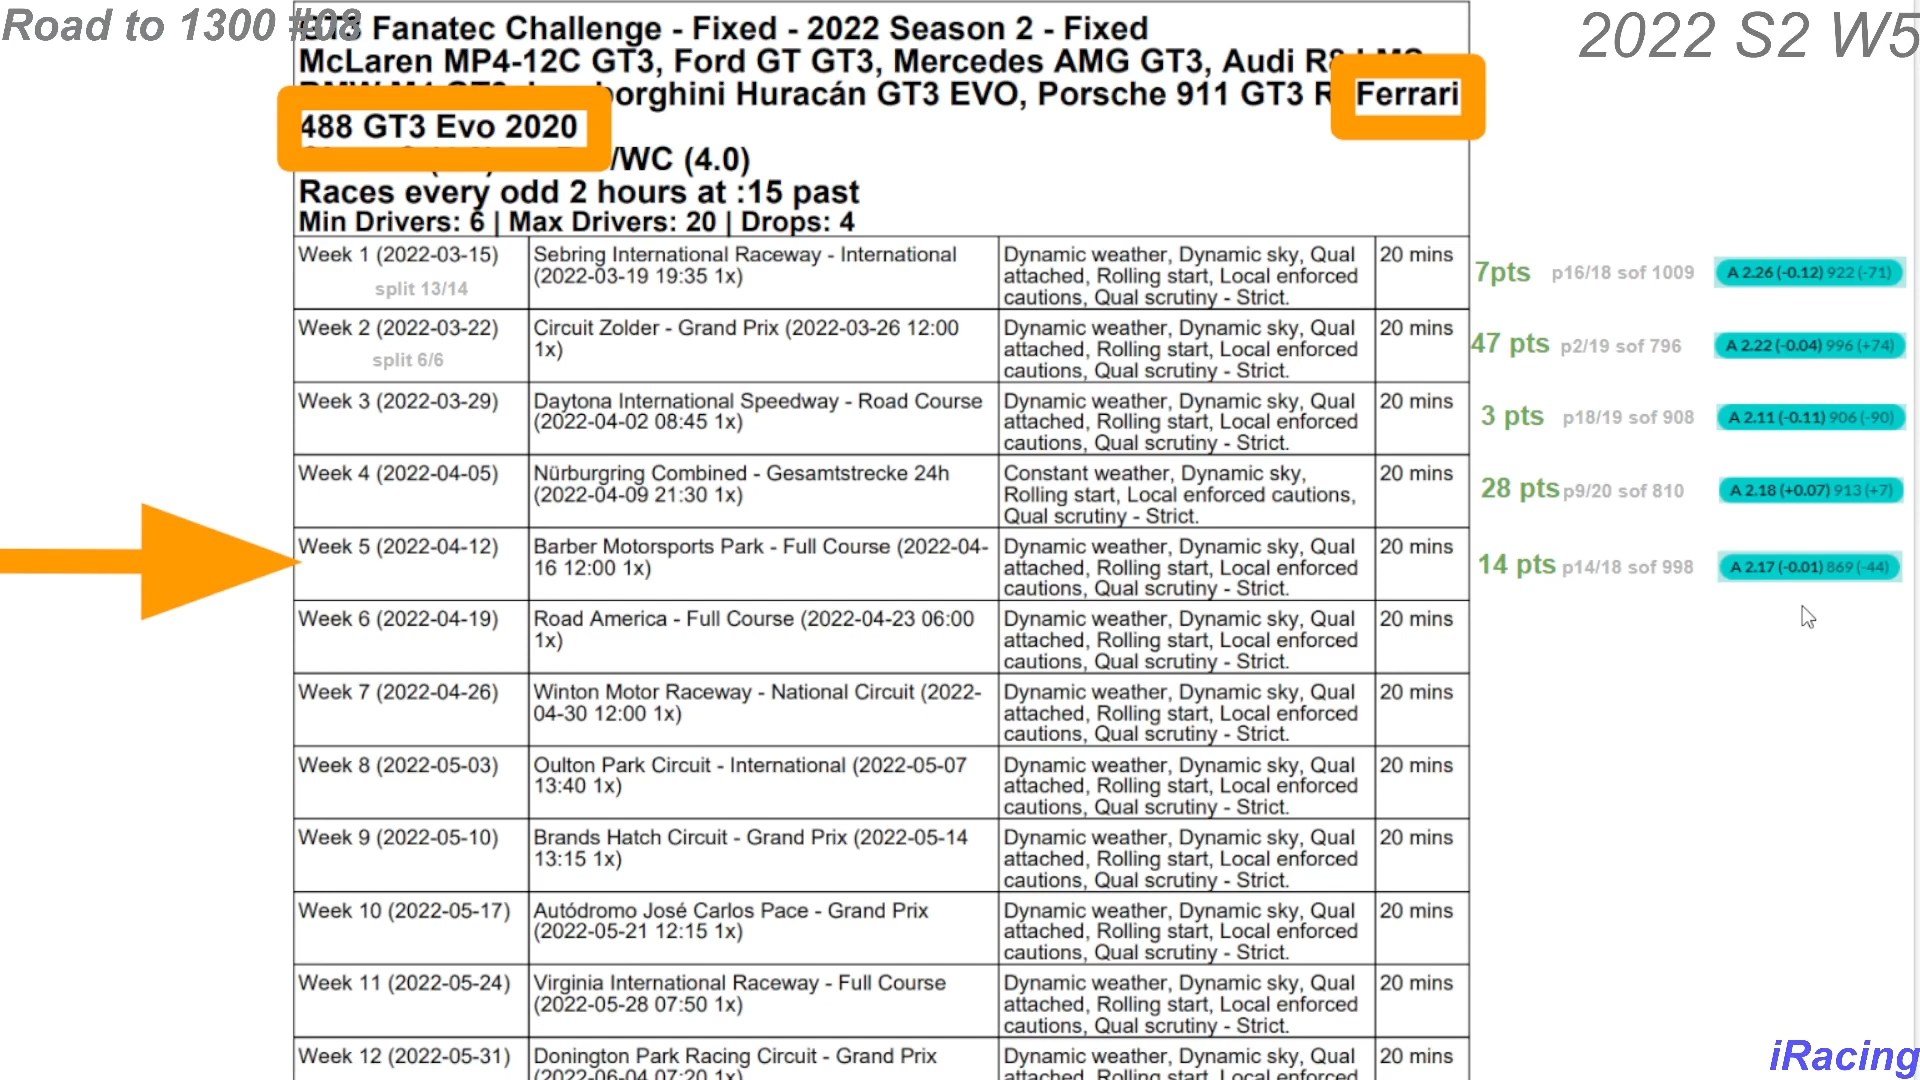 Road to 1300 #08
2022 S2 W5
GT3 Fanatec Challenge - Fixed - 2022 Season 2 - Fixed
McLaren MP4-12C GT3, Ford GT GT3, Mercedes AMG GT3, Audi R8 LMS
Huracán GT3 EVO, Porsche 911 GT3 R Ferrari
488 GT3 Evo 2020
/WC (4.0)
Races every odd 2 hours at :15 past
Min Drivers: 6 | Max Drivers: 20 | Drops: 4
Week 1 (2022-03-15) Sebring International Raceway - International Dynamic weather, Dynamic sky, Qual 20 mins
split 13/14 (2022-03-19 19:35 1x) attached, Rolling start, Local enforced 7pts p16/18 sof 1009 A 2.26 (-0.12) 922 (-71)
cautions, Qual scrutiny - Strict.
Week 2 (2022-03-22) Circuit Zolder - Grand Prix (2022-03-26 12:00 Dynamic weather, Dynamic sky, Qual 20 mins
split 6/6 1x) attached, Rolling start, Local enforced 47 pts p2/19 sof 796 A 2.22 (-0.04) 996 (+74)
cautions, Qual scrutiny - Strict.
Week 3 (2022-03-29) Daytona International Speedway - Road Course Dynamic weather, Dynamic sky, Qual 20 mins
(2022-04-02 08:45 1x) attached, Rolling start, Local enforced 3 pts p18/19 sof 908 A 2.11 (-0.11) 906 (-90)
cautions, Qual scrutiny - Strict.
Week 4 (2022-04-05) Nürburgring Combined - Gesamtstrecke 24h Constant weather, Dynamic sky, 20 mins
(2022-04-09 21:30 1x) Rolling start, Local enforced cautions, 28 pts p9/20 sof 810 A 2.18 (+0.07) 913 (+7)
Qual scrutiny - Strict.
Week 5 (2022-04-12) Barber Motorsports Park - Full Course (2022-04- Dynamic weather, Dynamic sky, Qual 20 mins
16 12:00 1x) attached, Rolling start, Local enforced 14 pts p14/18 sof 998 A 2.17 (-0.01) 869 (-44)
cautions, Qual scrutiny - Strict.
Week 6 (2022-04-19) Road America - Full Course (2022-04-23 06:00 Dynamic weather, Dynamic sky, Qual 20 mins
1x) attached, Rolling start, Local enforced
cautions, Qual scrutiny - Strict.
Week 7 (2022-04-26) Winton Motor Raceway - National Circuit (2022- Dynamic weather, Dynamic sky, Qual 20 mins
04-30 12:00 1x) attached, Rolling start, Local enforced
cautions, Qual scrutiny - Strict.
Week 8 (2022-05-03) Oulton Park Circuit - International (2022-05-07 Dynamic weather, Dynamic sky, Qual 20 mins
13:40 1x) attached, Rolling start, Local enforced
cautions, Qual scrutiny - Strict.
Week 9 (2022-05-10) Brands Hatch Circuit - Grand Prix (2022-05-14 Dynamic weather, Dynamic sky, Qual 20 mins
13:15 1x) attached, Rolling start, Local enforced
cautions, Qual scrutiny - Strict.
Week 10 (2022-05-17) Autódromo José Carlos Pace - Grand Prix Dynamic weather, Dynamic sky, Qual 20 mins
(2022-05-21 12:15 1x) attached, Rolling start, Local enforced
cautions, Qual scrutiny - Strict.
Week 11 (2022-05-24) Virginia International Raceway - Full Course Dynamic weather, Dynamic sky, Qual 20 mins
(2022-05-28 07:50 1x) attached, Rolling start, Local enforced
cautions, Qual scrutiny - Strict.
Week 12 (2022-05-31) Donington Park Racing Circuit - Grand Prix Dynamic weather, Dynamic sky, Qual 20 mins
(2022-06-04 07:20 1x) attached, Rolling start, Local enforced
iRacing